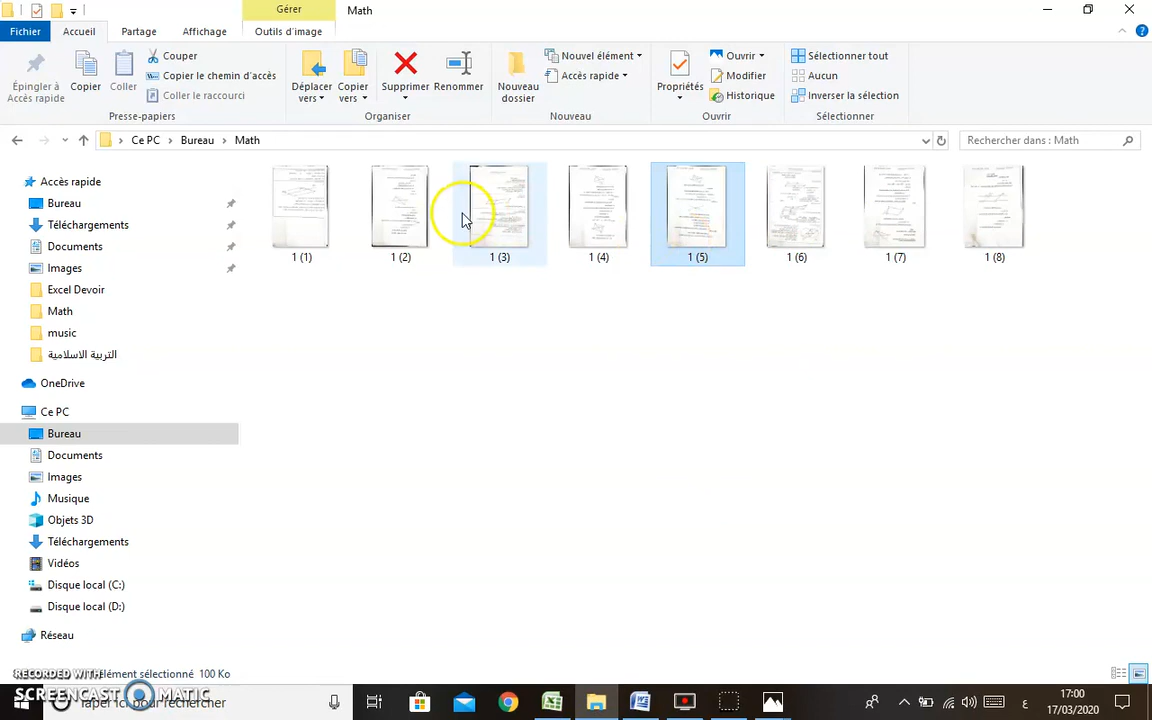 Gérer
Math
Fichier
Accueil
Partage
Affichage
Outils d'image
Épingler à
Accès rapide
Copier
Coller
Couper
Copier le chemin d'accès
Coller le raccourci
Déplacer
vers
Copier
vers
Supprimer
Renommer
Nouveau
dossier
Nouvel élément
Accès rapide
Propriétés
Ouvrir
Modifier
Historique
Sélectionner tout
Aucun
Inverser la sélection
Presse-papiers
Organiser
Nouveau
Ouvrir
Sélectionner
Ce PC
Bureau
Math
Rechercher dans : Math
Accès rapide
Bureau
Téléchargements
Documents
Images
Excel Devoir
Math
music
التربية الاسلامية
OneDrive
Ce PC
Bureau
Documents
Images
Musique
Objets 3D
Téléchargements
Vidéos
Disque local (C:)
Disque local (D:)
Réseau
1 (1)
1 (2)
1 (3)
1 (4)
1 (5)
1 (6)
1 (7)
1 (8)
élément sélectionné 100 Ko
RECORDED WITH
SCREENCAST MATIC
Taper ici pour rechercher
ع
17:00
17/03/2020